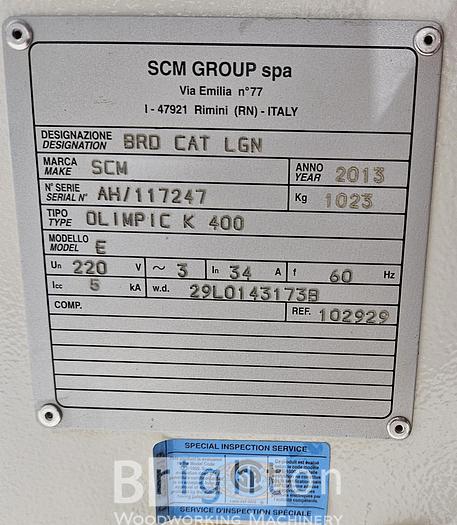 SCM GROUP spa
Via Emilia n°77
I - 47921 Rimini (RN) - ITALY
DESIGNAZIONE
DESIGNATION BRD CAT LGN
MARCA
MAKE SCM
ANNO
YEAR 2013
N° SERIE
SERIAL N° AH/117247
Kg 1023
TIPO
TYPE OLIMPIC K 400
MODELLO
MODEL E
Un 220 V ~ 3 In 34 A f 60 Hz
Icc 5 kA w.d. 29L0143173B
COMP. REF. 102929
SPECIAL INSPECTION SERVICE
Brighton
WOODWORKING MACHINERY
SERVICE D'INSPECTION SPÉCIALE